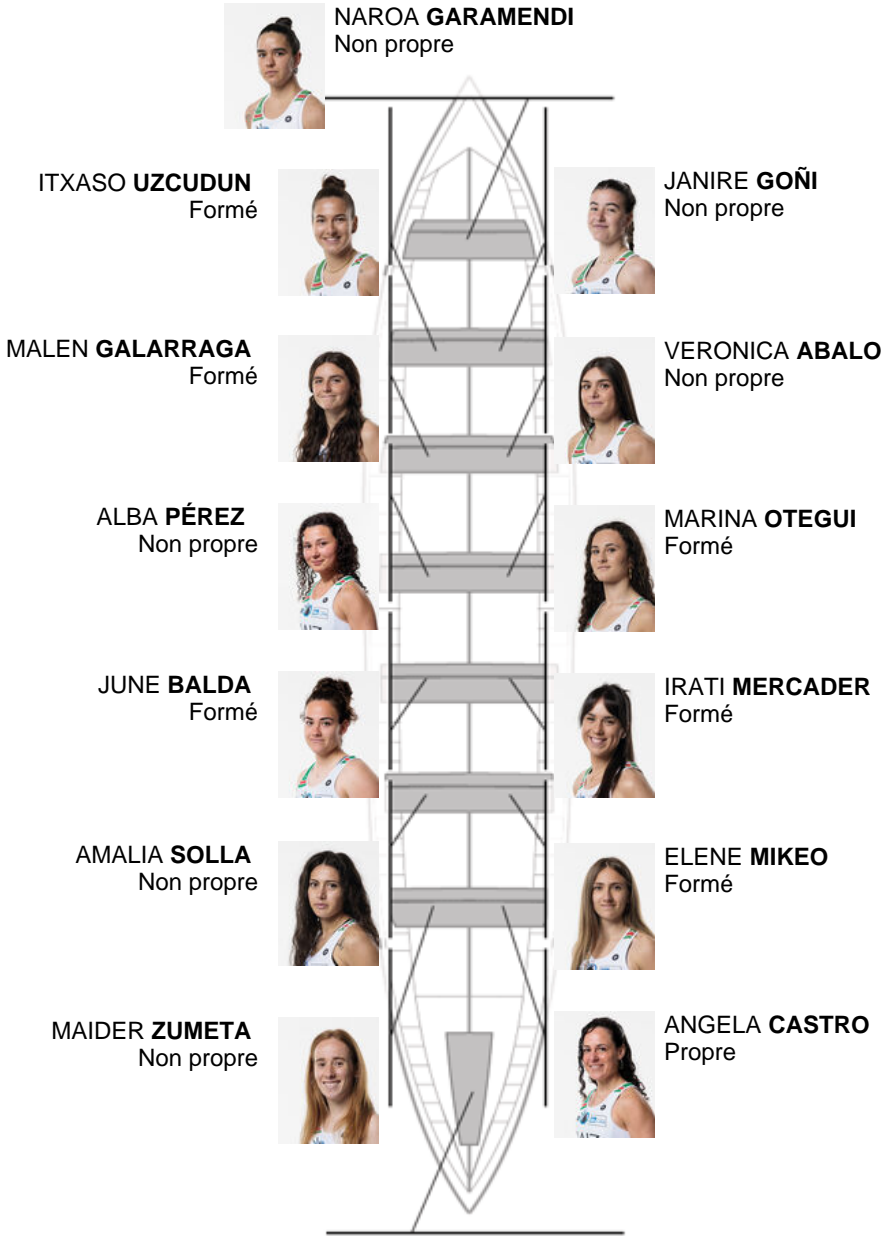 NAROA GARAMENDI
Non propre
ITXASO UZCUDUN
Formé
JANIRE GOÑI
Non propre
MALEN GALARRAGA
Formé
VERONICA ABALO
Non propre
ALBA PÉREZ
Non propre
MARINA OTEGUI
Formé
JUNE BALDA
Formé
IRATI MERCADER
Formé
AMALIA SOLLA
Non propre
ELENE MIKEO
Formé
MAIDER ZUMETA
Non propre
ANGELA CASTRO
Propre